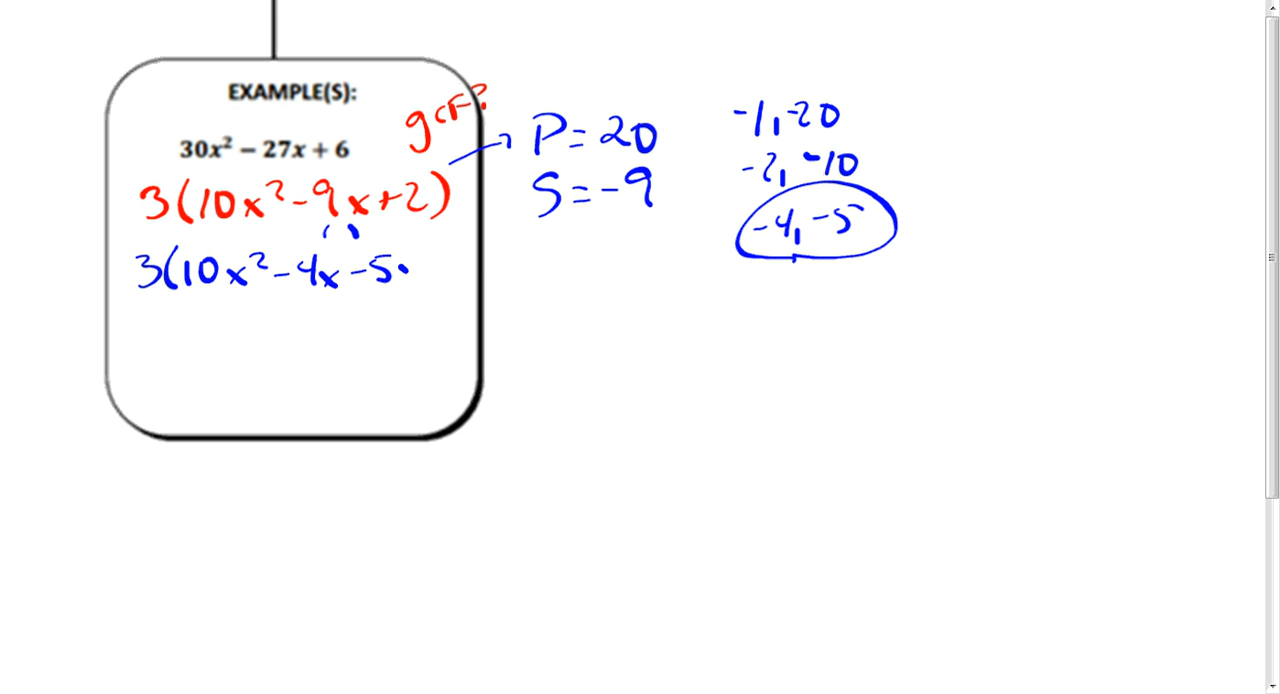 EXAMPLE(S):
gcF?
30x² − 27x + 6
3(10x²-9x+2)
3(10x²-4x-5
P=20
S=-9
-1,-20
-2,-10
-4,-5